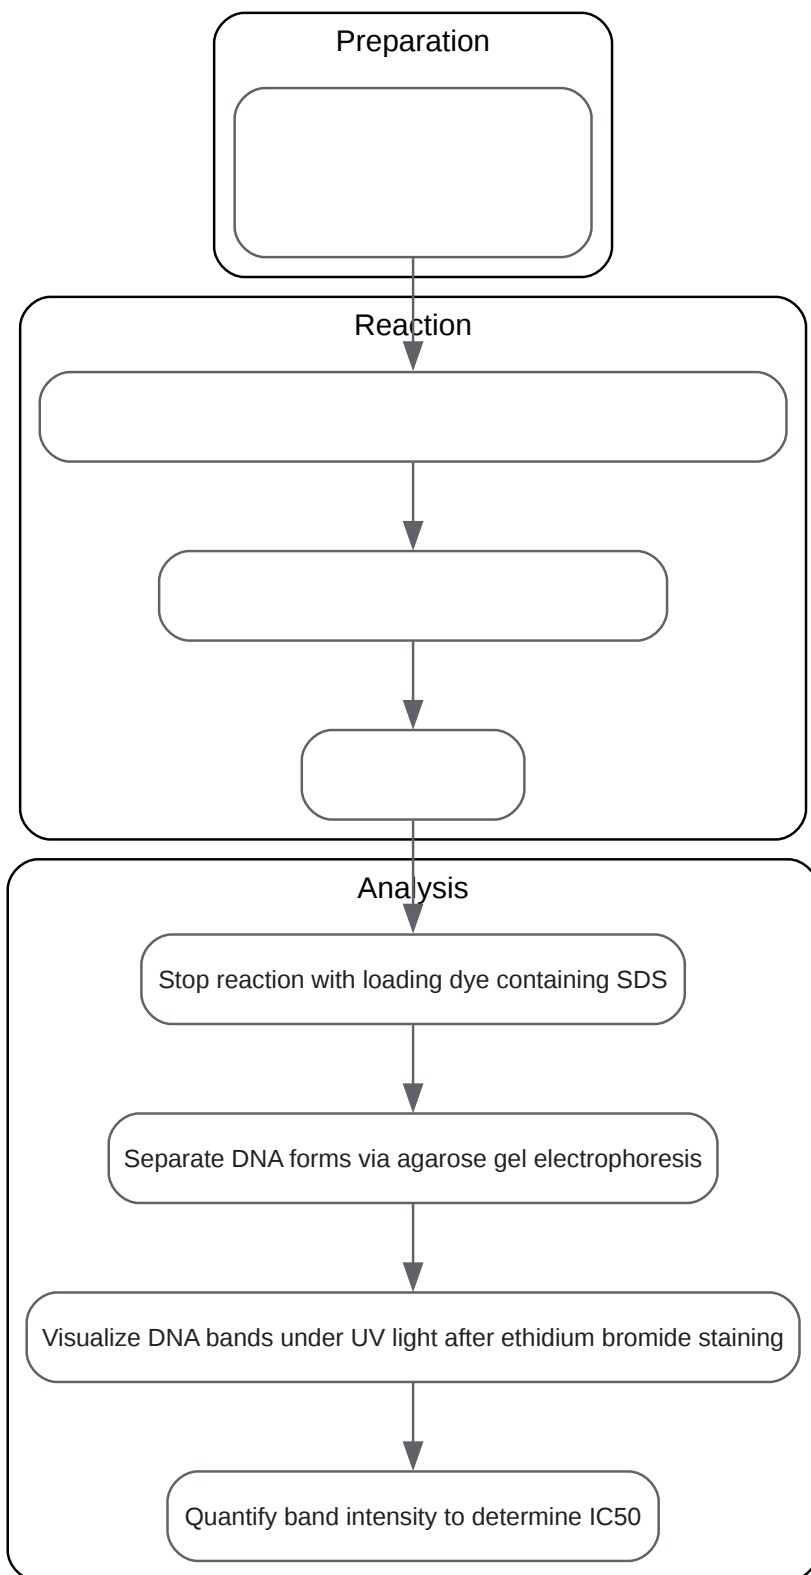 Preparation
Reaction
Analysis
Stop reaction with loading dye containing SDS
Separate DNA forms via agarose gel electrophoresis
Visualize DNA bands under UV light after ethidium bromide staining
Quantify band intensity to determine IC50